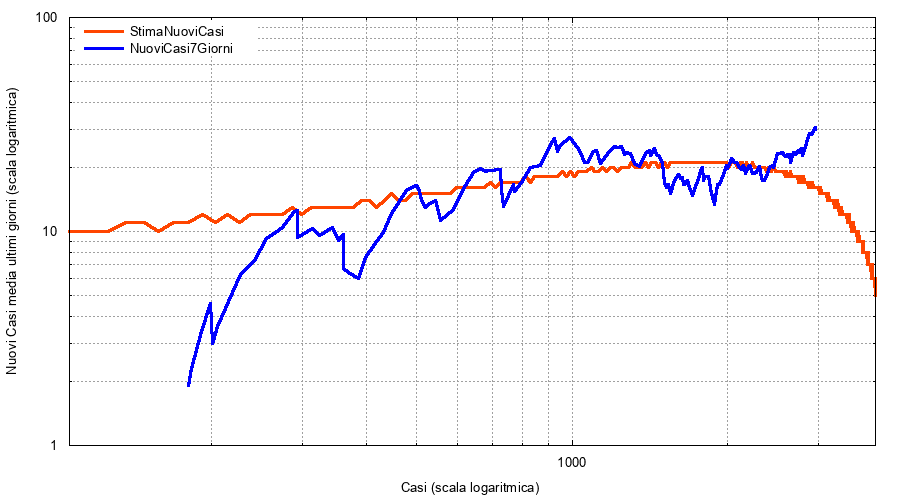 100
StimaNuoviCasi
NuoviCasi7Giorni
Nuovi Casi media ultimi giorni (scala logaritmica)
10
1
1000
Casi (scala logaritmica)